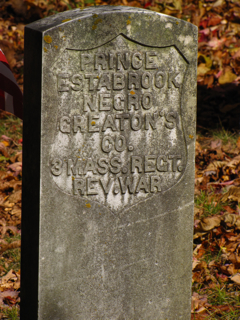 PRINCE
ESTABROOK
NEGRO
GREATON'S
CO.
3 MASS. REGT.
REV. WAR